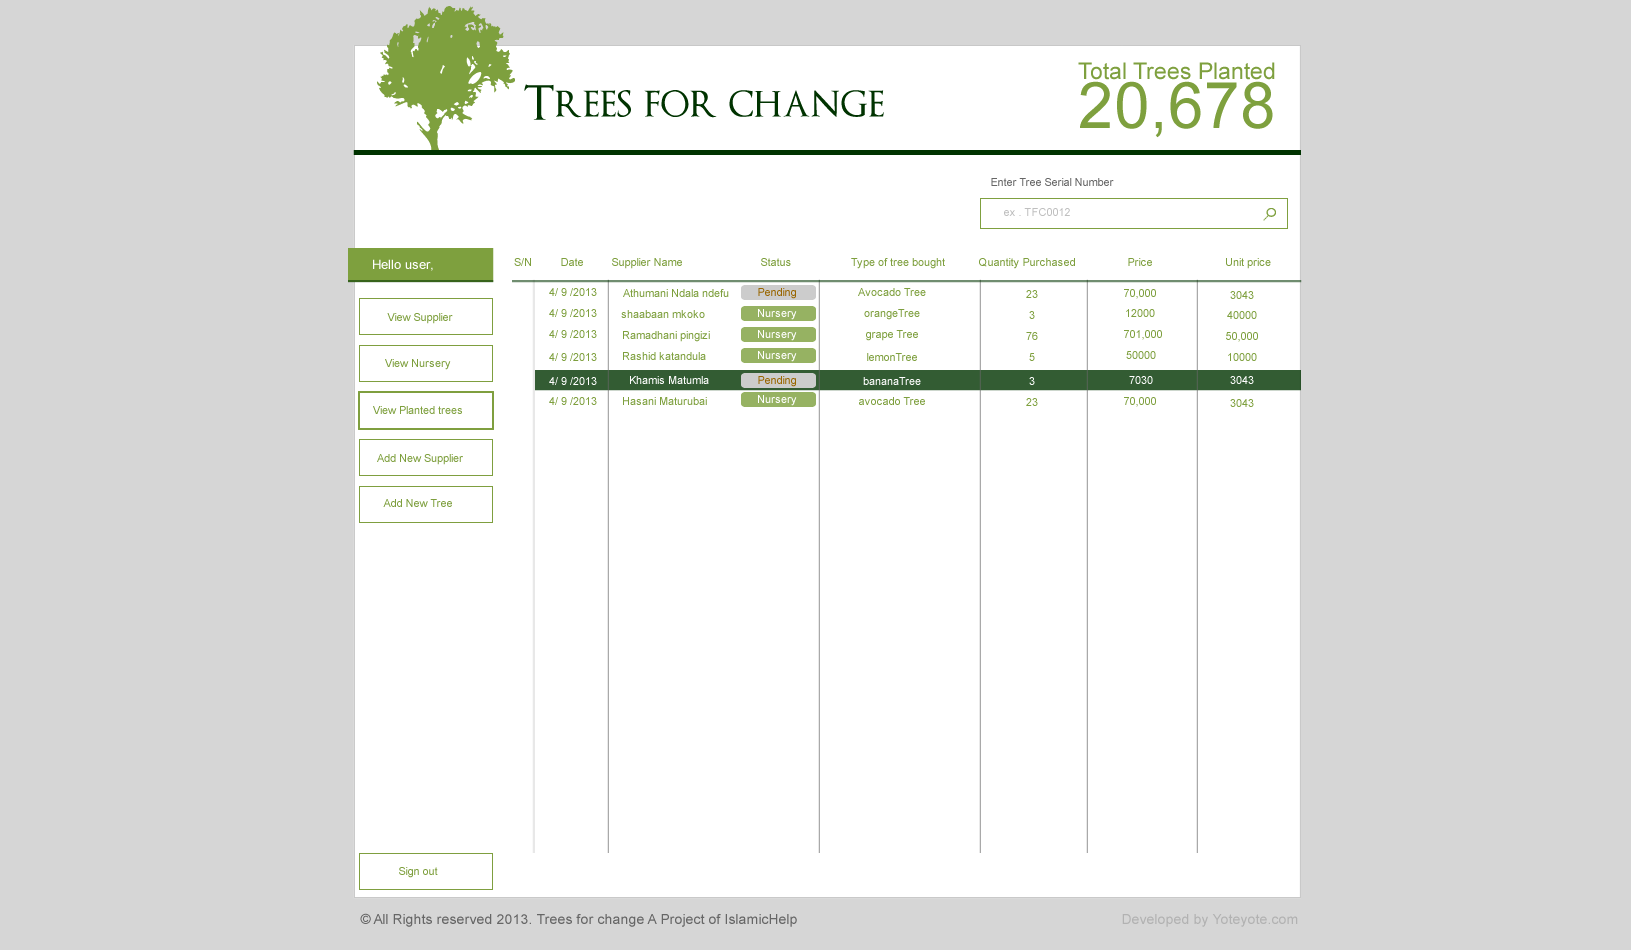 TREES FOR CHANGE
Total Trees Planted
20,678
Enter Tree Serial Number
ex . TFC0012
Hello user,
View Supplier
View Nursery
View Planted trees
Add New Supplier
Add New Tree
Sign out
S/N Date Supplier Name Status Type of tree bought Quantity Purchased Price Unit price
4/ 9 /2013 Athumani Ndala ndefu Pending Avocado Tree 23 70,000 3043
4/ 9 /2013 shaabaan mkoko Nursery orangeTree 3 12000 40000
4/ 9 /2013 Ramadhani pingizi Nursery grape Tree 76 701,000 50,000
4/ 9 /2013 Rashid katandula Nursery lemonTree 5 50000 10000
4/ 9 /2013 Khamis Matumla Pending bananaTree 3 7030 3043
4/ 9 /2013 Hasani Maturubai Nursery avocado Tree 23 70,000 3043
© All Rights reserved 2013. Trees for change A Project of IslamicHelp
Developed by Yoteyote.com